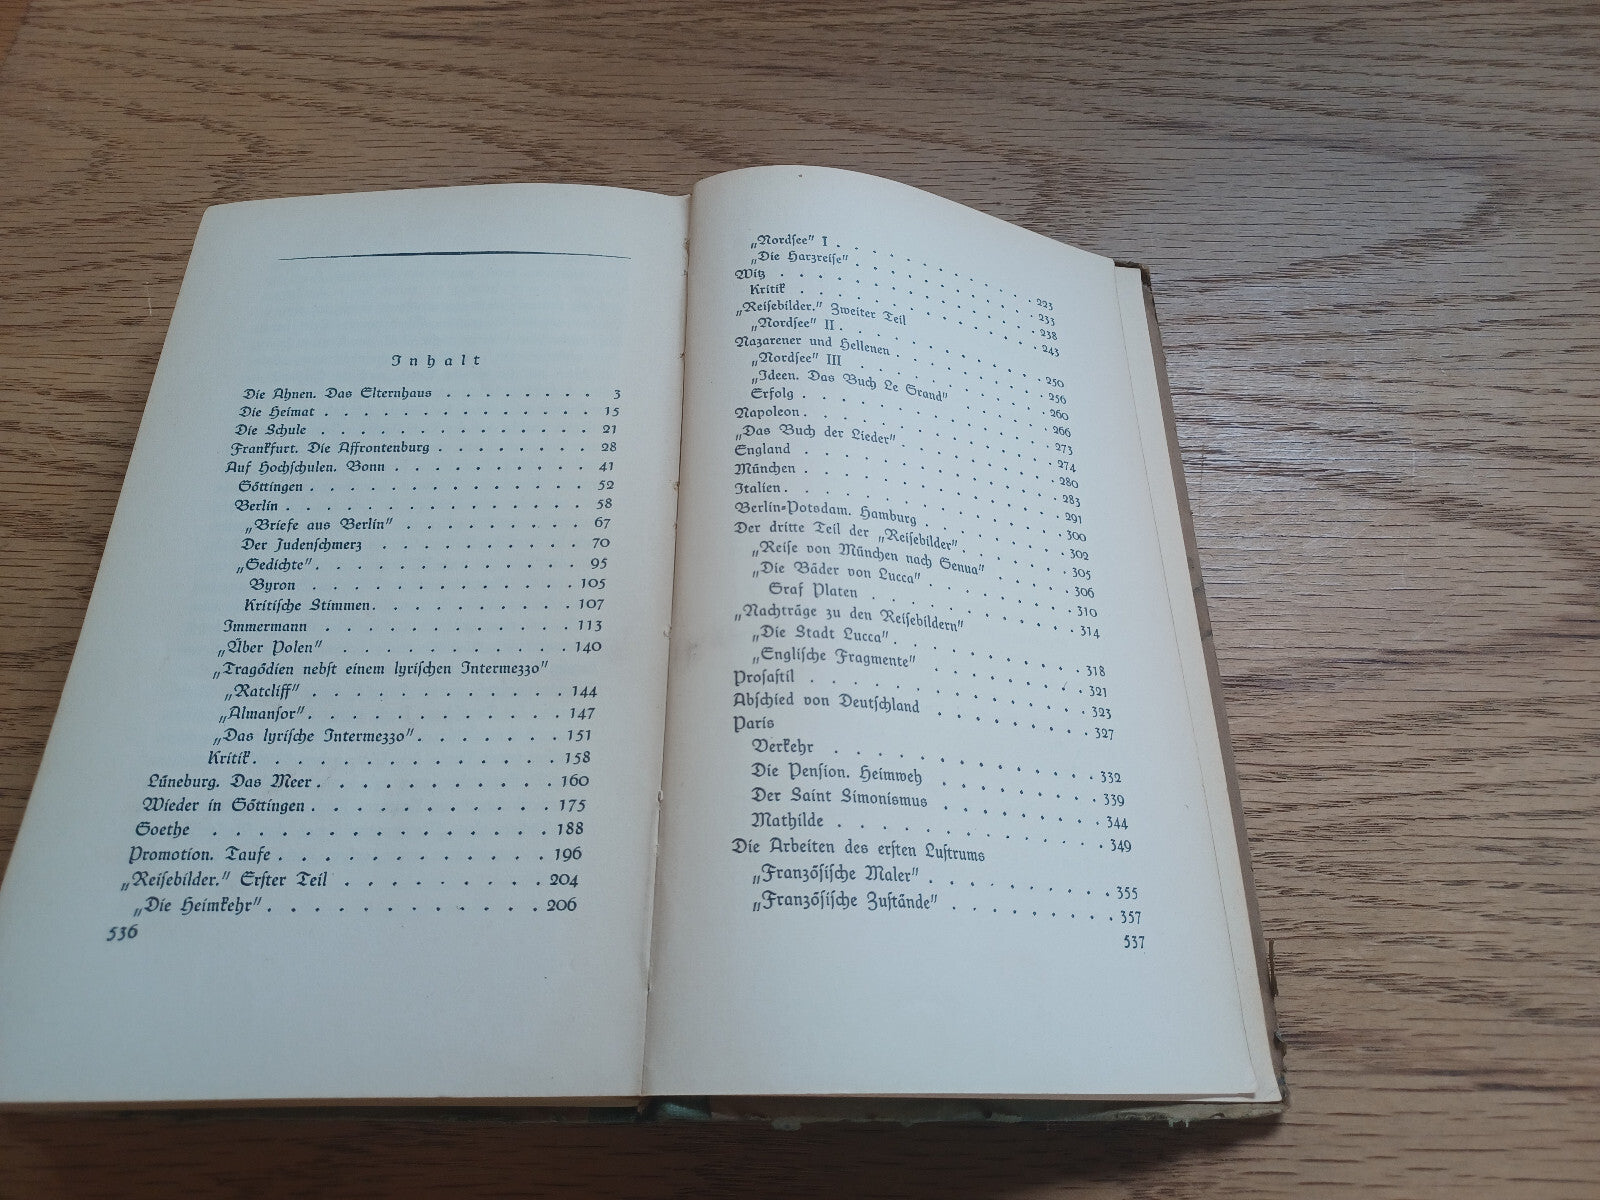 Inhalt
Die Ahnen. Das Elternhaus . . . . . . . . 3
Die Heimat . . . . . . . . . . . . . 15
Die Schule . . . . . . . . . . . . . 21
Frankfurt. Die Affrontenburg . . . . . . . . 28
Auf Hochschulen. Bonn . . . . . . . . . . 41
Göttingen . . . . . . . . . . . . . 52
Berlin . . . . . . . . . . . . . . 58
„Briefe aus Berlin" . . . . . . . . . 67
Der Judenschmerz . . . . . . . . . 70
„Gedichte" . . . . . . . . . . . . 95
Byron . . . . . . . . . . . . 105
Kritische Stimmen . . . . . . . . . 107
Immermann . . . . . . . . . . . 113
„Über Polen" . . . . . . . . . . . 140
„Tragödien nebst einem lyrischen Intermezzo"
„Ratcliff" . . . . . . . . . . . 144
„Almansor" . . . . . . . . . . . 147
„Das lyrische Intermezzo" . . . . . . . 151
Kritik . . . . . . . . . . . . . 158
Lüneburg. Das Meer . . . . . . . . . . . 160
Wieder in Göttingen . . . . . . . . . . . 175
Goethe . . . . . . . . . . . . . . . 188
Promotion. Taufe . . . . . . . . . . . . 196
„Reisebilder." Erster Teil . . . . . . . . . 204
„Die Heimkehr" . . . . . . . . . . . . 206
536
„Nordsee" I . . . . . . . . . . . 223
„Die Harzreise" . . . . . . . . . . 233
Witz . . . . . . . . . . . . . 238
Kritik . . . . . . . . . . . . 243
„Reisebilder." Zweiter Teil
„Nordsee" II . . . . . . . . . . . 250
Nazarener und Hellenen . . . . . . . . 256
„Nordsee" III . . . . . . . . . . . 260
„Ideen. Das Buch Le Grand" . . . . . . 266
Erfolg . . . . . . . . . . . . . 273
Napoleon . . . . . . . . . . . . . 274
„Das Buch der Lieder" . . . . . . . . 280
England . . . . . . . . . . . . . 283
München . . . . . . . . . . . . . 291
Italien . . . . . . . . . . . . . . 300
Berlin-Potsdam. Hamburg . . . . . . . . 302
Der dritte Teil der „Reisebilder" . . . . . . 305
„Reise von München nach Genua" . . . . . 306
„Die Bäder von Lucca" . . . . . . . . 310
Graf Platen . . . . . . . . . . 314
„Nachträge zu den Reisebildern"
„Die Stadt Lucca" . . . . . . . . . 318
„Englische Fragmente" . . . . . . . . 321
Prosastil . . . . . . . . . . . . . 323
Abschied von Deutschland . . . . . . . . 327
Paris
Verkehr . . . . . . . . . . . . 332
Die Pension. Heimweh . . . . . . . . 339
Der Saint Simonismus . . . . . . . . 344
Mathilde . . . . . . . . . . . . 349
Die Arbeiten des ersten Lustrums
„Französische Maler" . . . . . . . . 355
„Französische Zustände" . . . . . . . 357
537